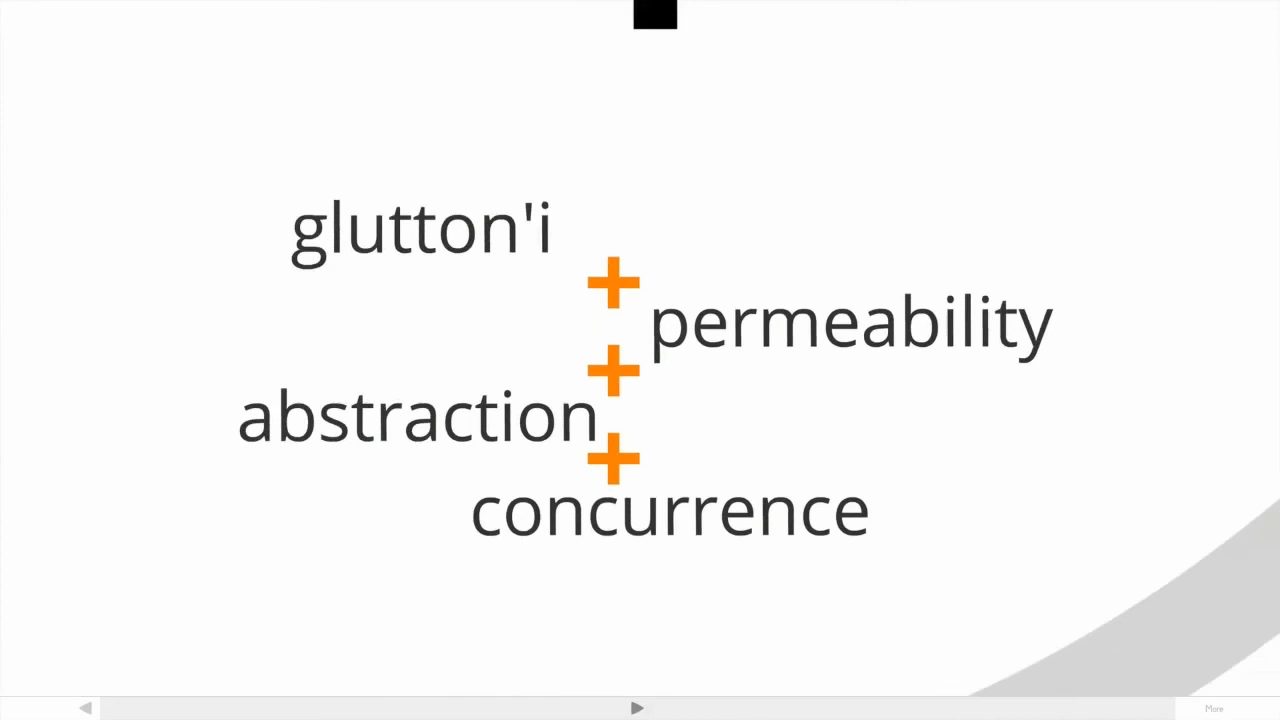 glutton'i
permeability
abstraction
concurrence
More